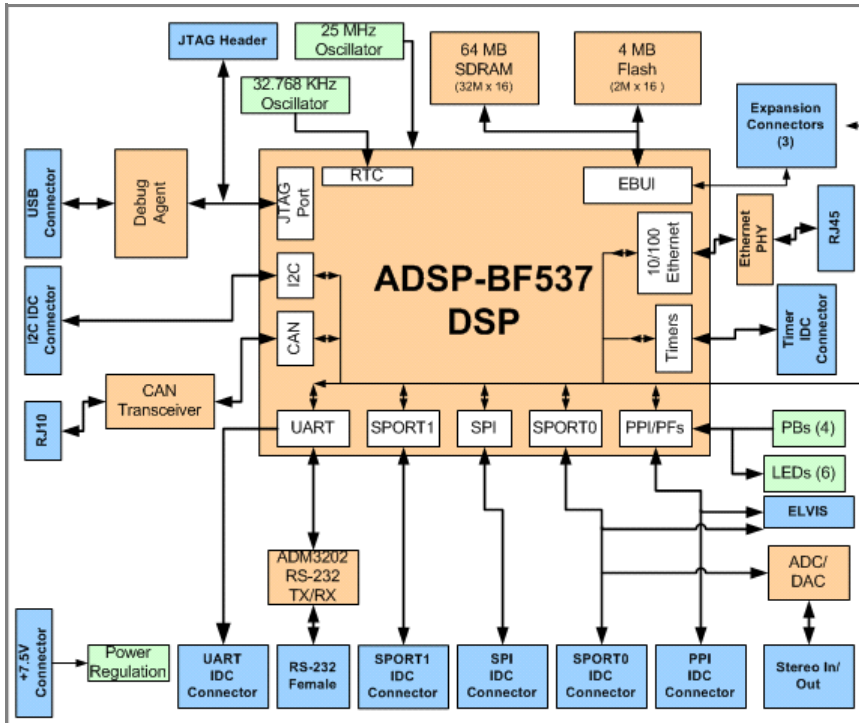 JTAG Header
25 MHz
Oscillator
32.768 KHz
Oscillator
64 MB
SDRAM
(32M x 16)
4 MB
Flash
(2M x 16 )
Expansion
Connectors
(3)
USB
Connector
Debug
Agent
JTAG
Port
RTC
EBUI
10/100
Ethernet
Ethernet
PHY
RJ45
I2C IDC
Connector
I2C
ADSP-BF537
DSP
CAN
Timers
Timer
IDC
Connector
CAN
Transceiver
RJ10
UART
SPORT1
SPI
SPORT0
PPI/PFs
PBs (4)
LEDs (6)
ELVIS
ADM3202
RS-232
TX/RX
ADC/
DAC
+7.5V
Connector
Power
Regulation
UART
IDC
Connector
RS-232
Female
SPORT1
IDC
Connector
SPI
IDC
Connector
SPORT0
IDC
Connector
PPI
IDC
Connector
Stereo In/
Out